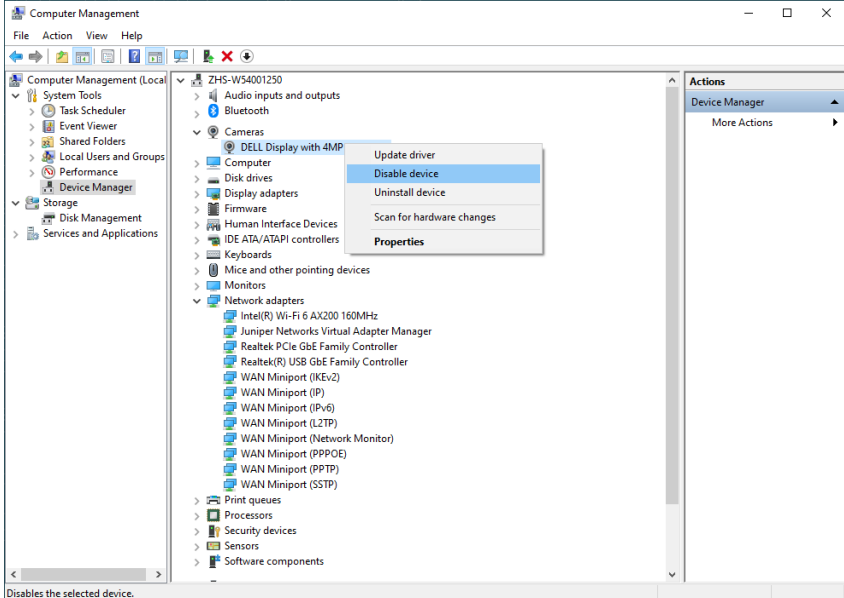 Computer Management
File Action View Help
Computer Management (Local
System Tools
Task Scheduler
Event Viewer
Shared Folders
Local Users and Groups
Performance
Device Manager
Storage
Disk Management
Services and Applications
ZHS-W54001250
Audio inputs and outputs
Bluetooth
Cameras
DELL Display with 4MP
Computer
Disk drives
Display adapters
Firmware
Human Interface Devices
IDE ATA/ATAPI controllers
Keyboards
Mice and other pointing devices
Monitors
Network adapters
Intel(R) Wi-Fi 6 AX200 160MHz
Juniper Networks Virtual Adapter Manager
Realtek PCIe GbE Family Controller
Realtek(R) USB GbE Family Controller
WAN Miniport (IKEv2)
WAN Miniport (IP)
WAN Miniport (IPv6)
WAN Miniport (L2TP)
WAN Miniport (Network Monitor)
WAN Miniport (PPPOE)
WAN Miniport (PPTP)
WAN Miniport (SSTP)
Print queues
Processors
Security devices
Sensors
Software components
Update driver
Disable device
Uninstall device
Scan for hardware changes
Properties
Actions
Device Manager
More Actions
Disables the selected device.